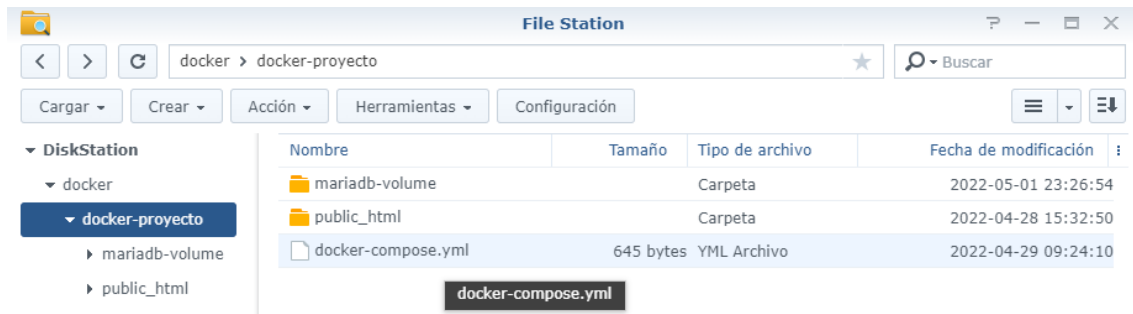 File Station
docker > docker-proyecto
Buscar
Cargar Crear Acción Herramientas Configuración
DiskStation
docker
docker-proyecto
mariadb-volume
public_html
Nombre Tamaño Tipo de archivo Fecha de modificación
mariadb-volume Carpeta 2022-05-01 23:26:54
public_html Carpeta 2022-04-28 15:32:50
docker-compose.yml 645 bytes YML Archivo 2022-04-29 09:24:10
docker-compose.yml